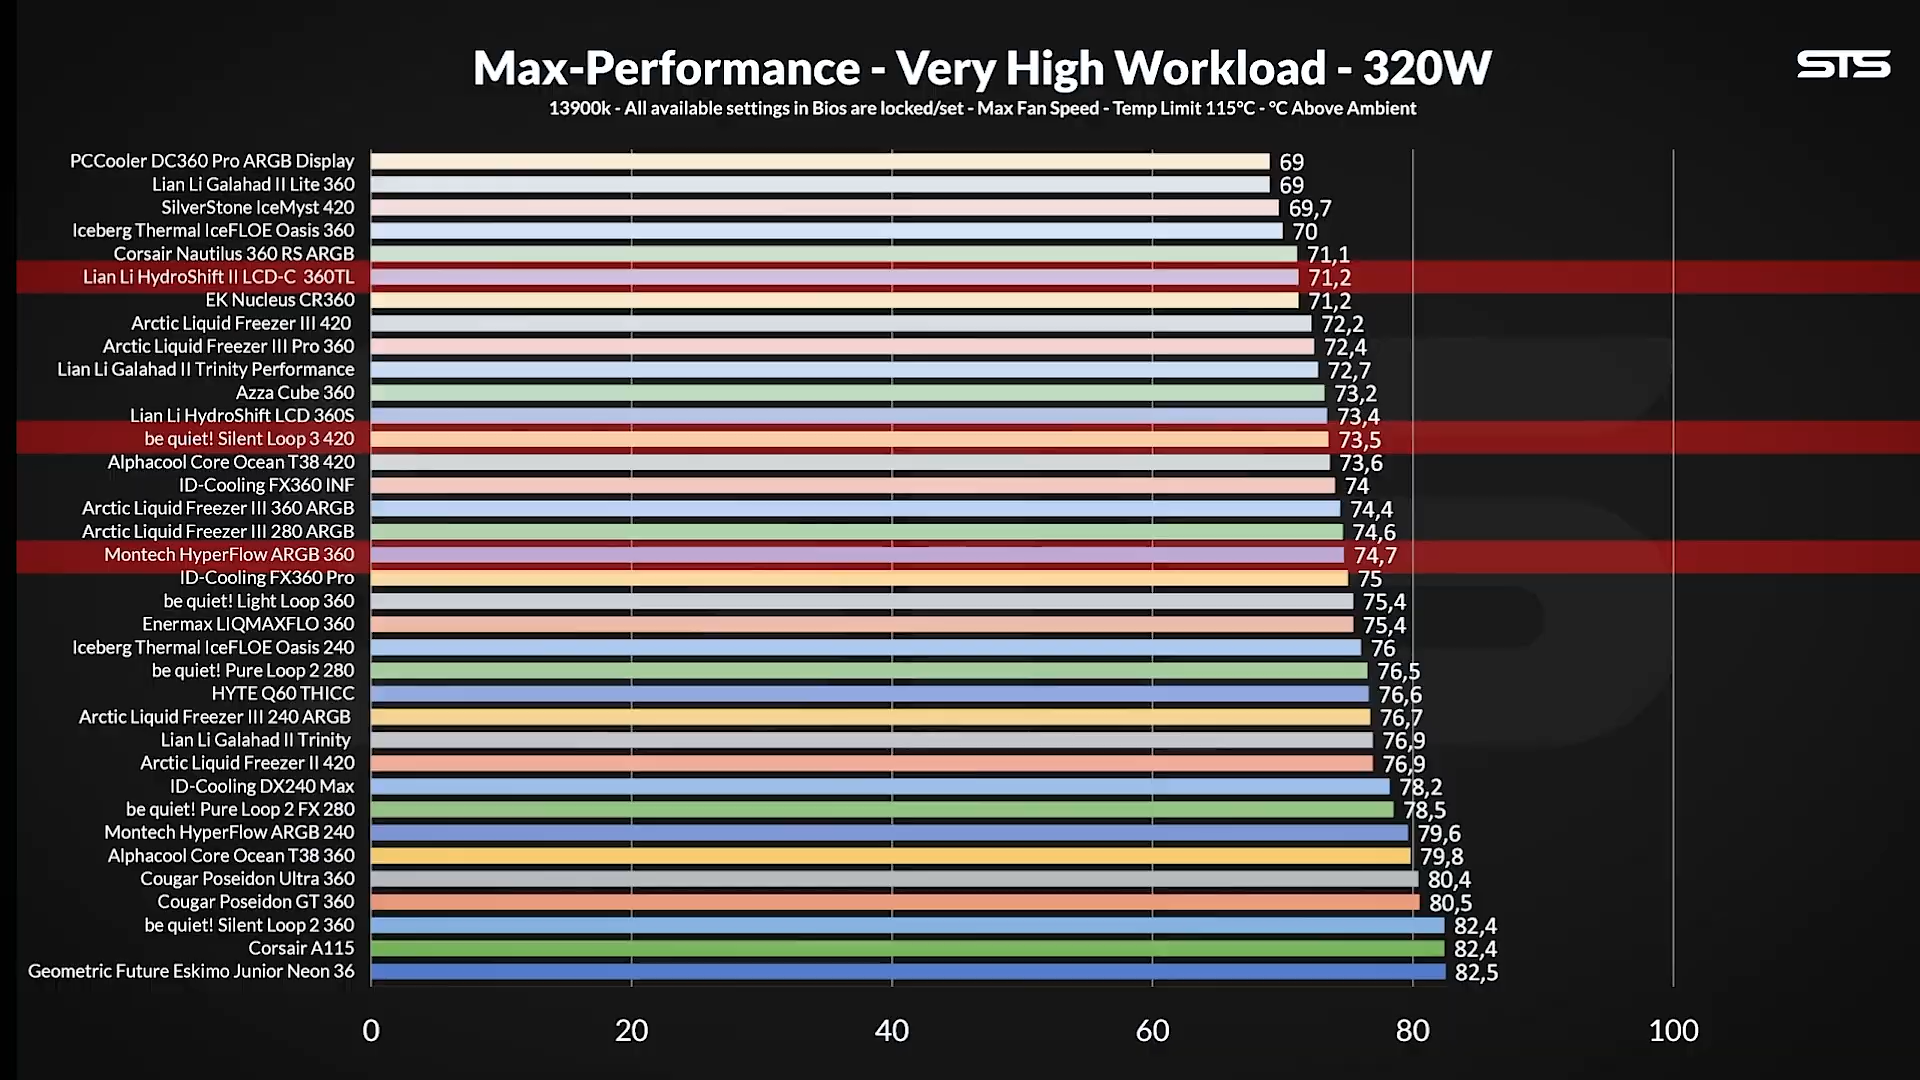 Max-Performance - Very High Workload - 320W
STS
13900k - All available settings in Bios are locked/set - Max Fan Speed - Temp Limit 115°C - °C Above Ambient
PCCooler DC360 Pro ARGB Display 69
Lian Li Galahad II Lite 360 69
SilverStone IceMyst 420 69,7
Iceberg Thermal IceFLOE Oasis 360 70
Corsair Nautilus 360 RS ARGB 71,1
Lian Li HydroShift II LCD-C 360TL 71,2
EK Nucleus CR360 71,2
Arctic Liquid Freezer III 420 72,2
Arctic Liquid Freezer III Pro 360 72,4
Lian Li Galahad II Trinity Performance 72,7
Azza Cube 360 73,2
Lian Li HydroShift LCD 360S 73,4
be quiet! Silent Loop 3 420 73,5
Alphacool Core Ocean T38 420 73,6
ID-Cooling FX360 INF 74
Arctic Liquid Freezer III 360 ARGB 74,4
Arctic Liquid Freezer III 280 ARGB 74,6
Montech HyperFlow ARGB 360 74,7
ID-Cooling FX360 Pro 75
be quiet! Light Loop 360 75,4
Enermax LIQMAXFLO 360 75,4
Iceberg Thermal IceFLOE Oasis 240 76
be quiet! Pure Loop 2 280 76,5
HYTE Q60 THICC 76,6
Arctic Liquid Freezer III 240 ARGB 76,7
Lian Li Galahad II Trinity 76,9
Arctic Liquid Freezer II 420 76,9
ID-Cooling DX240 Max 78,2
be quiet! Pure Loop 2 FX 280 78,5
Montech HyperFlow ARGB 240 79,6
Alphacool Core Ocean T38 360 79,8
Cougar Poseidon Ultra 360 80,4
Cougar Poseidon GT 360 80,5
be quiet! Silent Loop 2 360 82,4
Corsair A115 82,4
Geometric Future Eskimo Junior Neon 36 82,5
0 20 40 60 80 100